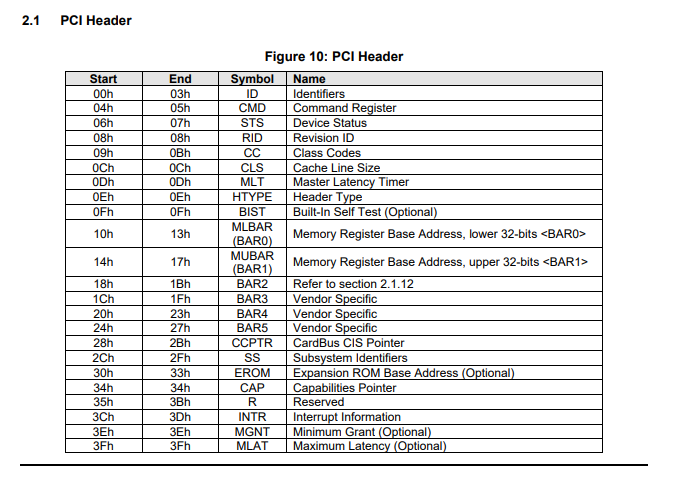 2.1 PCI Header
Figure 10: PCI Header
Start End Symbol Name
00h 03h ID Identifiers
04h 05h CMD Command Register
06h 07h STS Device Status
08h 08h RID Revision ID
09h 0Bh CC Class Codes
0Ch 0Ch CLS Cache Line Size
0Dh 0Dh MLT Master Latency Timer
0Eh 0Eh HTYPE Header Type
0Fh 0Fh BIST Built-In Self Test (Optional)
10h 13h MLBAR (BAR0) Memory Register Base Address, lower 32-bits <BAR0>
14h 17h MUBAR (BAR1) Memory Register Base Address, upper 32-bits <BAR1>
18h 1Bh BAR2 Refer to section 2.1.12
1Ch 1Fh BAR3 Vendor Specific
20h 23h BAR4 Vendor Specific
24h 27h BAR5 Vendor Specific
28h 2Bh CCPTR CardBus CIS Pointer
2Ch 2Fh SS Subsystem Identifiers
30h 33h EROM Expansion ROM Base Address (Optional)
34h 34h CAP Capabilities Pointer
35h 3Bh R Reserved
3Ch 3Dh INTR Interrupt Information
3Eh 3Eh MGNT Minimum Grant (Optional)
3Fh 3Fh MLAT Maximum Latency (Optional)